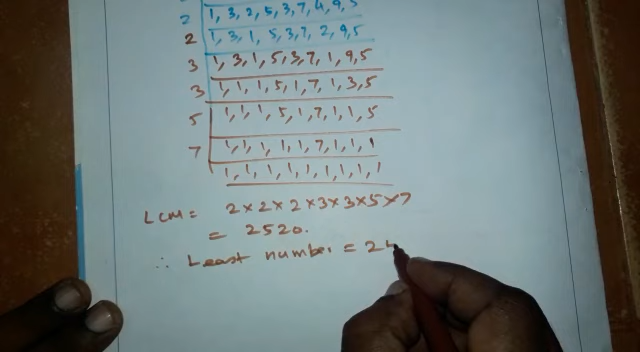 2 1, 3, 2, 5, 3, 7, 4, 9, 5
2 1, 3, 1, 5, 3, 7, 2, 9, 5
3 1, 3, 1, 5, 3, 7, 1, 9, 5
3 1, 1, 1, 5, 1, 7, 1, 3, 5
5 1, 1, 1, 5, 1, 7, 1, 1, 5
7 1, 1, 1, 1, 1, 7, 1, 1, 1
1, 1, 1, 1, 1, 1, 1, 1, 1
LCM = 2×2×2×3×3×5×7
= 2520.
∴ Least number = 24